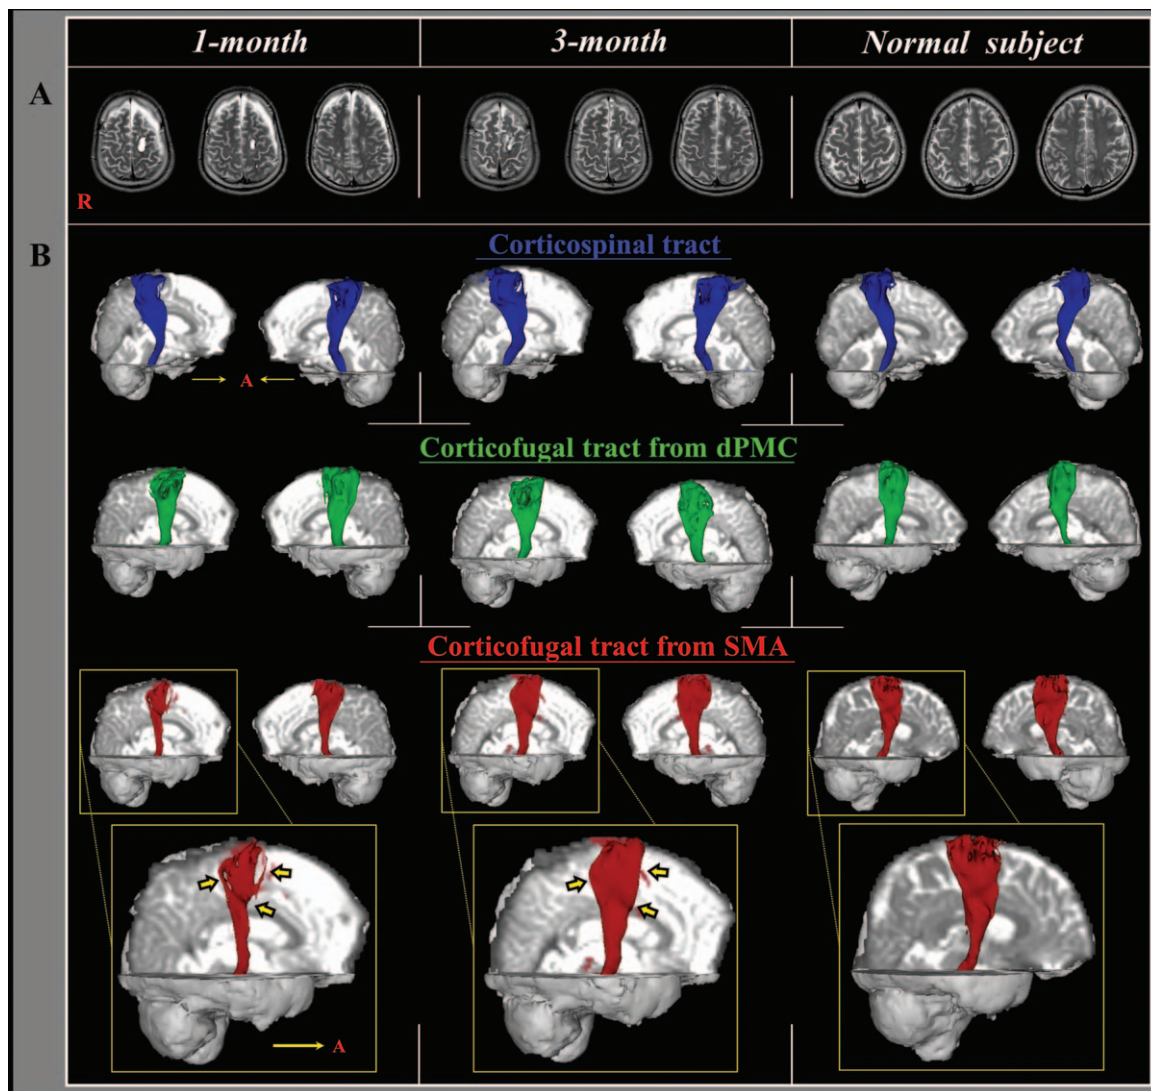 1-month
3-month
Normal subject
A
R
B
Corticospinal tract
A
Corticofugal tract from dPMC
Corticofugal tract from SMA
A